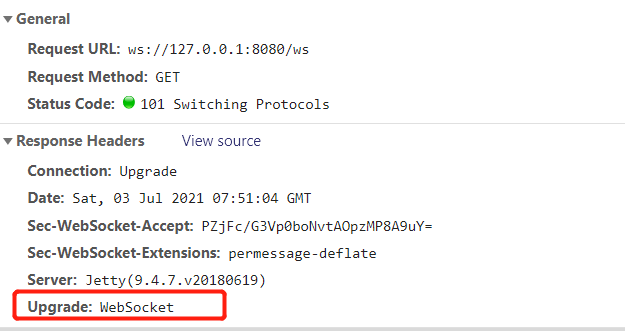 General
Request URL: ws://127.0.0.1:8080/ws
Request Method: GET
Status Code: 101 Switching Protocols
Response Headers View source
Connection: Upgrade
Date: Sat, 03 Jul 2021 07:51:04 GMT
Sec-WebSocket-Accept: PZjFc/G3Vp0boNvtAOpzMP8A9uY=
Sec-WebSocket-Extensions: permessage-deflate
Server: Jetty(9.4.7.v20180619)
Upgrade: WebSocket